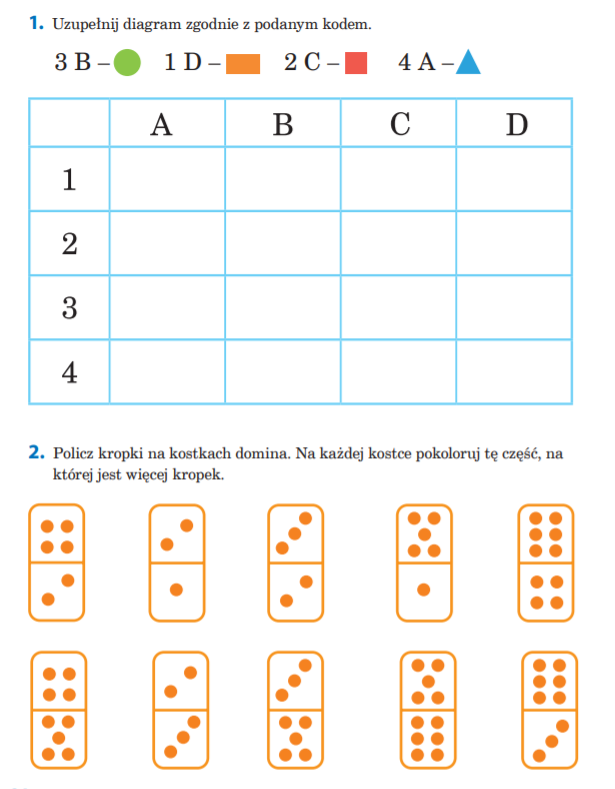 1. Uzupełnij diagram zgodnie z podanym kodem.
3 B – 1 D – 2 C – 4 A –
A B C D
1
2
3
4
2. Policz kropki na kostkach domina. Na każdej kostce pokoloruj tę część, na
której jest więcej kropek.